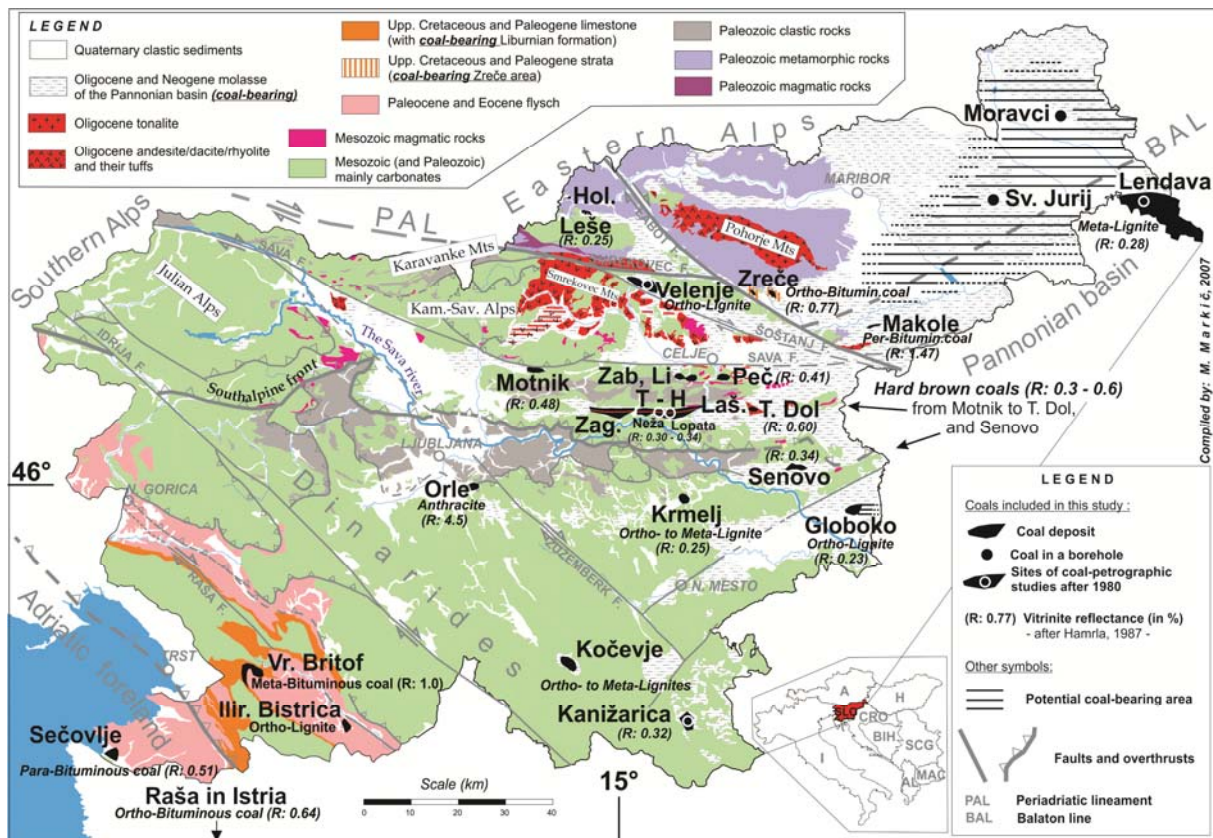 LEGEND
Quaternary clastic sediments
Oligocene and Neogene molasse
of the Pannonian basin (coal-bearing)
Oligocene tonalite
Oligocene andesite/dacite/rhyolite
and their tuffs
Upp. Cretaceous and Paleogene limestone
(with coal-bearing Liburnian formation)
Upp. Cretaceous and Paleogene strata
(coal-bearing Zreče area)
Paleocene and Eocene flysch
Mesozoic magmatic rocks
Mesozoic (and Paleozoic)
mainly carbonates
Paleozoic clastic rocks
Paleozoic metamorphic rocks
Paleozoic magmatic rocks
Eastern Alps
Southern Alps
PAL
BAL
Moravci
Sv. Jurij
Lendava
Meta-Lignite
(R: 0.28)
MARIBOR
Hol.
Leše
(R: 0.25)
Pohorje Mts
Karavanke Mts
SAVA F.
Julian Alps
Kam.-Sav. Alps
Smrekovec Mts
Velenje
Ortho-Lignite
Zreče
Ortho-Bitumin.coal
(R: 0.77)
Makole
Per-Bitumin.coal
(R: 1.47)
Pannonian basin
ŠOŠTANJ F.
CELJE
SAVA F.
IDRIJA F.
The Sava river
Southalpine front
Motnik
(R: 0.48)
Zab, Li
Peč
(R: 0.41)
T - H
Laš.
T. Dol
(R: 0.60)
Zag.
Neža
Lopata
(R: 0.30 - 0.34)
Hard brown coals (R: 0.3 - 0.6)
from Motnik to T. Dol,
and Senovo
(R: 0.34)
Senovo
LJUBLJANA
46°
N. GORICA
Orle
Anthracite
(R: 4.5)
Krmelj
Ortho- to Meta-Lignite
(R: 0.25)
Globoko
Ortho-Lignite
(R: 0.23)
Dinarides
ŽUŽEMBERK F.
N. MESTO
RAŠA F.
Adriatic foreland
TRST
Vr. Britof
Meta-Bituminous coal (R: 1.0)
Ilir. Bistrica
Ortho-Lignite
Kočevje
Ortho- to Meta-Lignites
Kanižarica
(R: 0.32)
Sečovlje
Para-Bituminous coal (R: 0.51)
Raša in Istria
Ortho-Bituminous coal (R: 0.64)
Scale (km)
0 10 20 30 40
15°
A
H
SLO
CRO
BIH
SCG
I
AL
MAC
Compiled by: M. Markič, 2007
LEGEND
Coals included in this study :
Coal deposit
Coal in a borehole
Sites of coal-petrographic
studies after 1980
(R: 0.77) Vitrinite reflectance (in %)
- after Hamrla, 1987 -
Other symbols:
Potential coal-bearing area
Faults and overthrusts
PAL Periadriatic lineament
BAL Balaton line